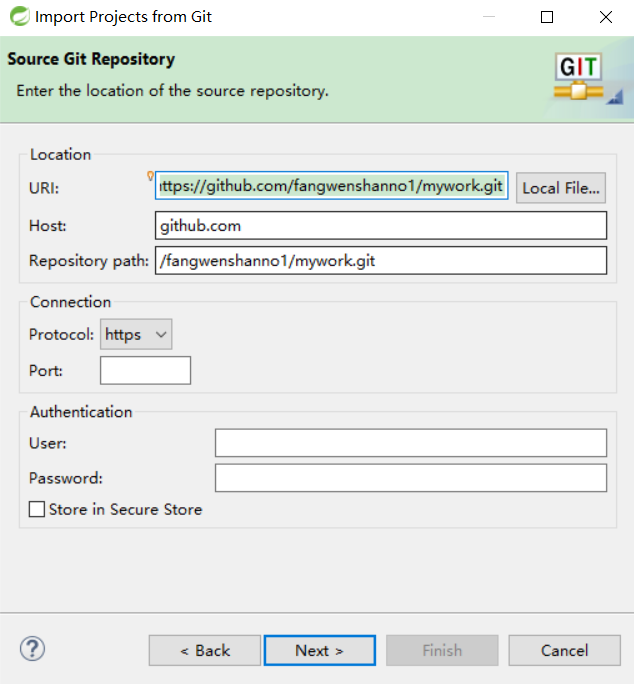 Import Projects from Git
Source Git Repository
Enter the location of the source repository.
GIT
Location
URI: ttps://github.com/fangwenshanno1/mywork.git Local File...
Host: github.com
Repository path: /fangwenshanno1/mywork.git
Connection
Protocol: https
Port:
Authentication
User:
Password:
Store in Secure Store
? < Back Next > Finish Cancel